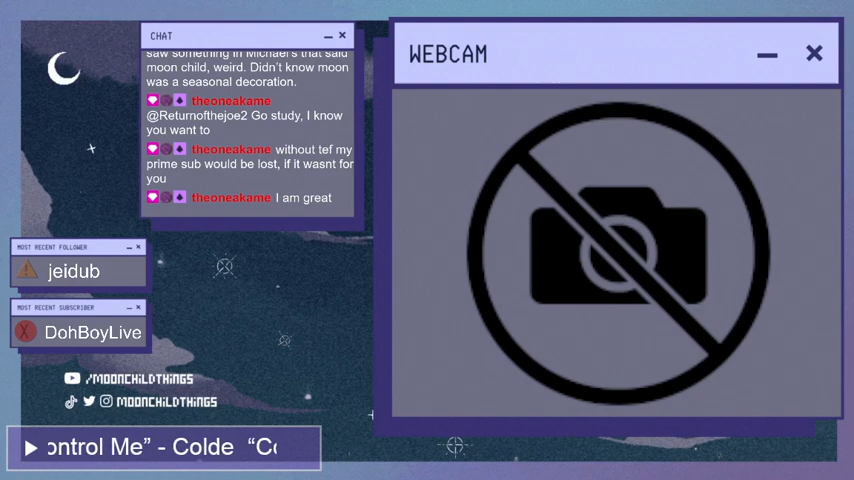 CHAT
saw something in Michael's that said
moon child, weird. Didn't know moon
was a seasonal decoration.
theoneakame
@Returnofthejoe2 Go study, I know
you want to
theoneakame without tef my
prime sub would be lost, if it wasnt for
you
theoneakame I am great
WEBCAM
MOST RECENT FOLLOWER
jeidub
MOST RECENT SUBSCRIBER
DohBoyLive
/MOONCHILDTHINGS
MOONCHILDTHINGS
ontrol Me” - Colde “Co